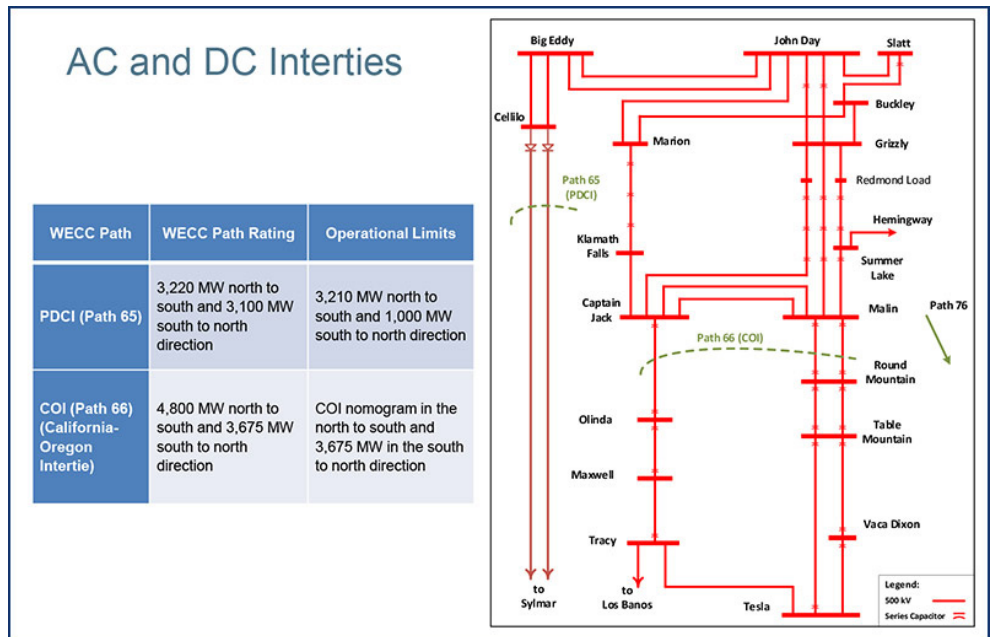 AC and DC Interties
WECC Path
WECC Path Rating
Operational Limits
PDCI (Path 65)
3,220 MW north to
south and 3,100 MW
south to north
direction
3,210 MW north to
south and 1,000 MW
south to north direction
COI (Path 66)
(California-
Oregon
Intertie)
4,800 MW north to
south and 3,675 MW
south to north
direction
COI nomogram in the
north to south and
3,675 MW in the south
to north direction
Big Eddy
John Day
Slatt
Buckley
Cellilo
Marion
Grizzly
Path 65
(PDCI)
Redmond Load
Hemingway
Klamath
Falls
Summer
Lake
Captain
Jack
Malin
Path 76
Path 66 (COI)
Round
Mountain
Olinda
Table
Mountain
Maxwell
Vaca Dixon
Tracy
to
Sylmar
to
Los Banos
Tesla
Legend:
500 kV
Series Capacitor